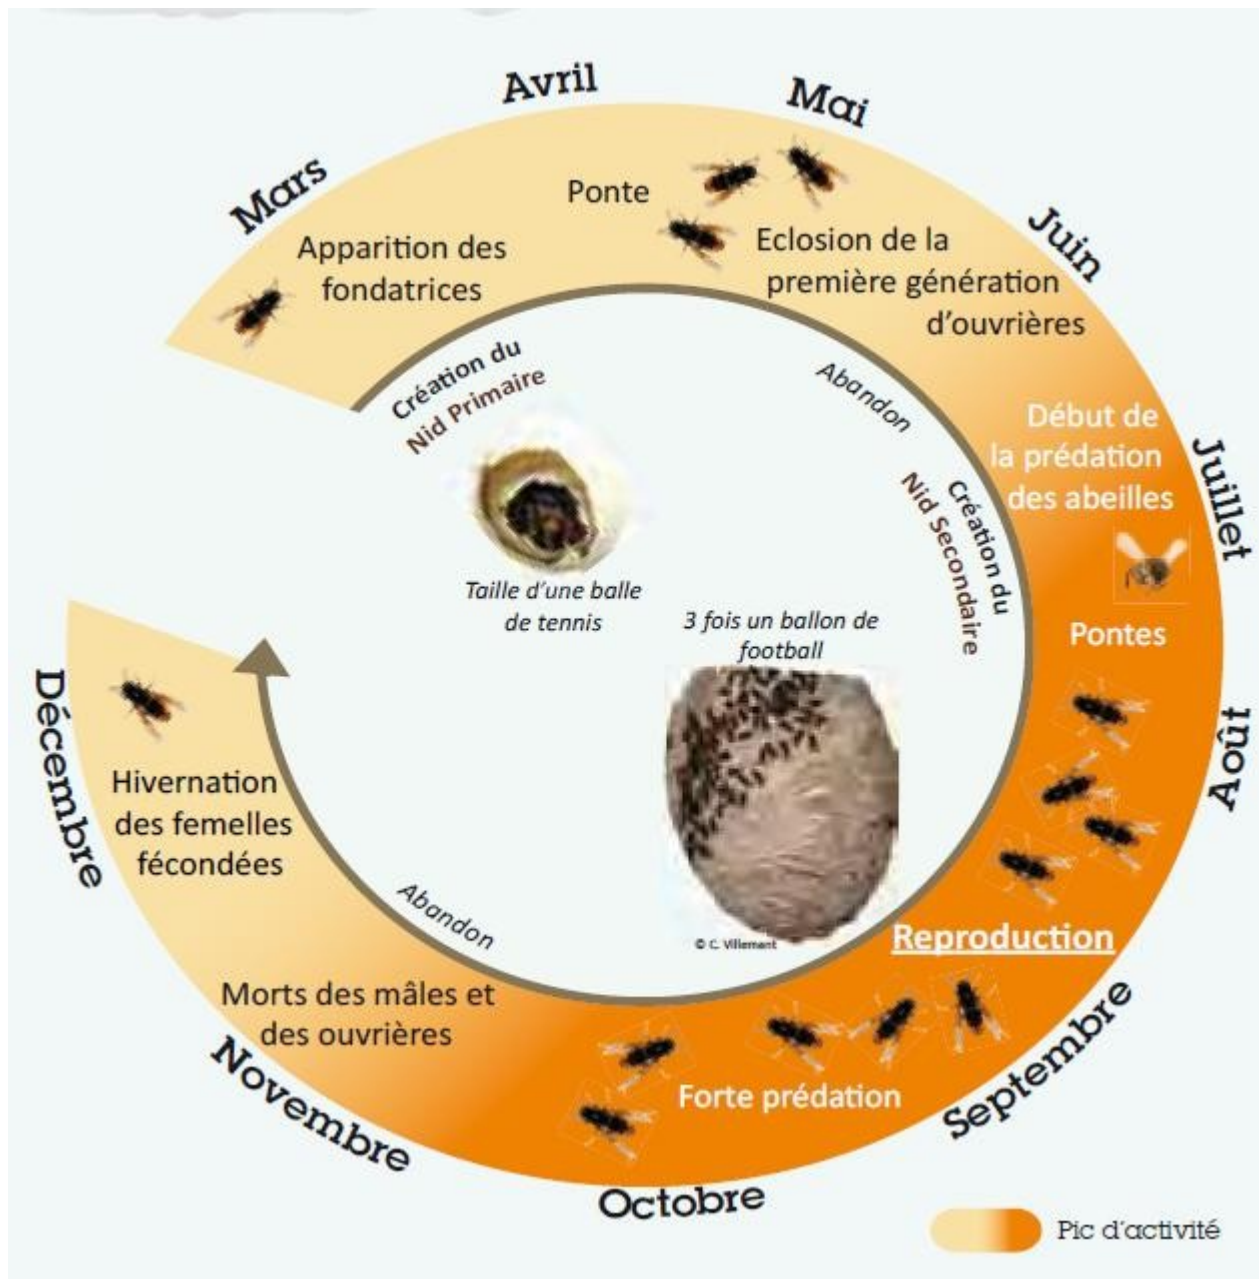 Mars
Avril
Mai
Juin
Juillet
Août
Septembre
Octobre
Novembre
Décembre
Apparition des
fondatrices
Ponte
Eclosion de la
première génération
d'ouvrières
Début de
la prédation
des abeilles
Pontes
Reproduction
Forte prédation
Morts des mâles et
des ouvrières
Hivernation
des femelles
fécondées
Création du
Nid Primaire
Taille d'une balle
de tennis
Abandon
Création du
Nid Secondaire
3 fois un ballon de
football
© C. Villemant
Abandon
Pic d'activité